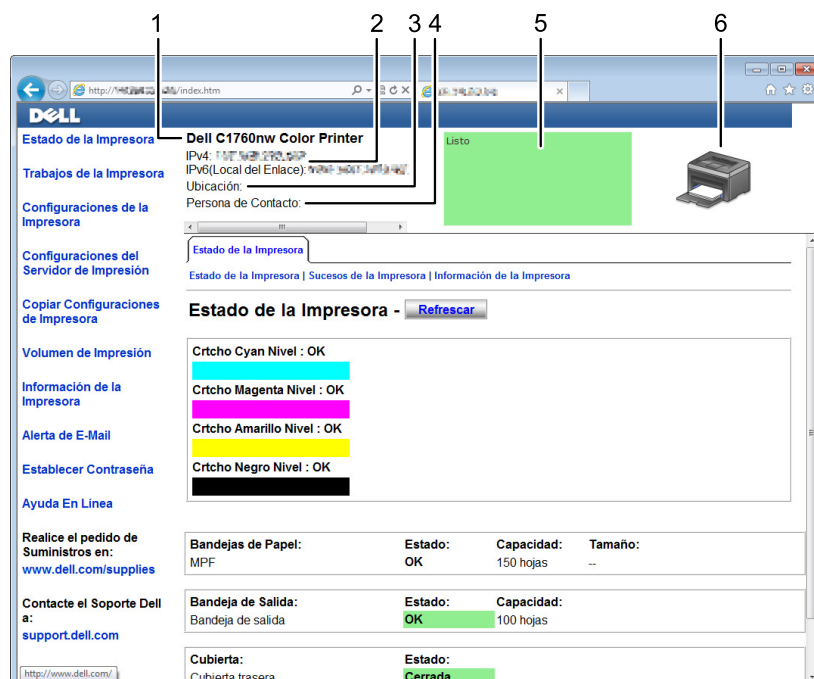 1 2 3 4 5 6
http:// /index.htm
DELL
Estado de la Impresora
Trabajos de la Impresora
Configuraciones de la
Impresora
Configuraciones del
Servidor de Impresión
Copiar Configuraciones
de Impresora
Volumen de Impresión
Información de la
Impresora
Alerta de E-Mail
Establecer Contraseña
Ayuda En Linea
Realice el pedido de
Suministros en:
www.dell.com/supplies
Contacte el Soporte Dell
a:
support.dell.com
http://www.dell.com/
Dell C1760nw Color Printer
IPv4:
IPv6(Local del Enlace):
Ubicación:
Persona de Contacto:
Listo
Estado de la Impresora
Estado de la Impresora | Sucesos de la Impresora | Información de la Impresora
Estado de la Impresora - Refrescar
Crtcho Cyan Nivel : OK
Crtcho Magenta Nivel : OK
Crtcho Amarillo Nivel : OK
Crtcho Negro Nivel : OK
Bandejas de Papel: Estado: Capacidad: Tamaño:
MPF OK 150 hojas --
Bandeja de Salida: Estado: Capacidad:
Bandeja de salida OK 100 hojas
Cubierta: Estado:
Cubierta trasera Cerrada